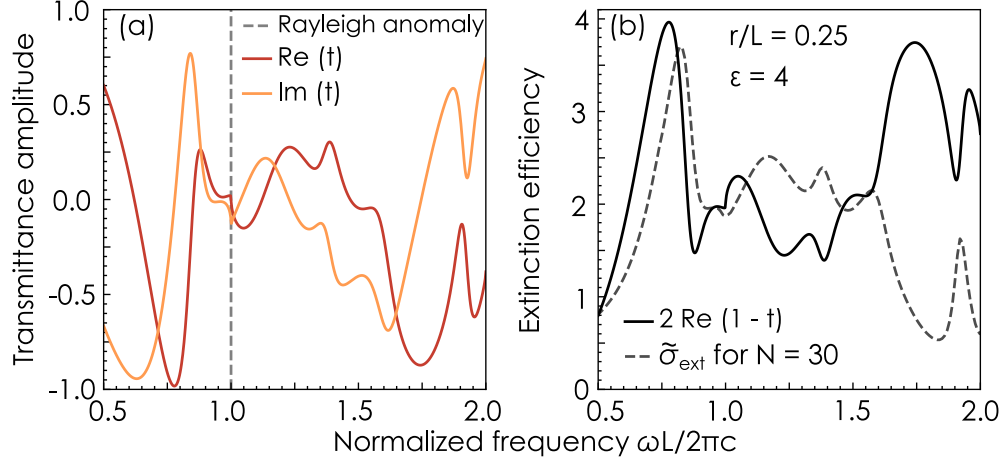 (a)
Rayleigh anomaly
Re (t)
Im (t)
Transmittance amplitude
1.0
0.5
0.0
-0.5
-1.0
0.5
1.0
1.5
2.0
(b)
r/L = 0.25
ε = 4
2 Re (1 - t)
σ̃ext for N = 30
Extinction efficiency
4
3
2
1
0
0.5
1.0
1.5
2.0
Normalized frequency ωL/2πc